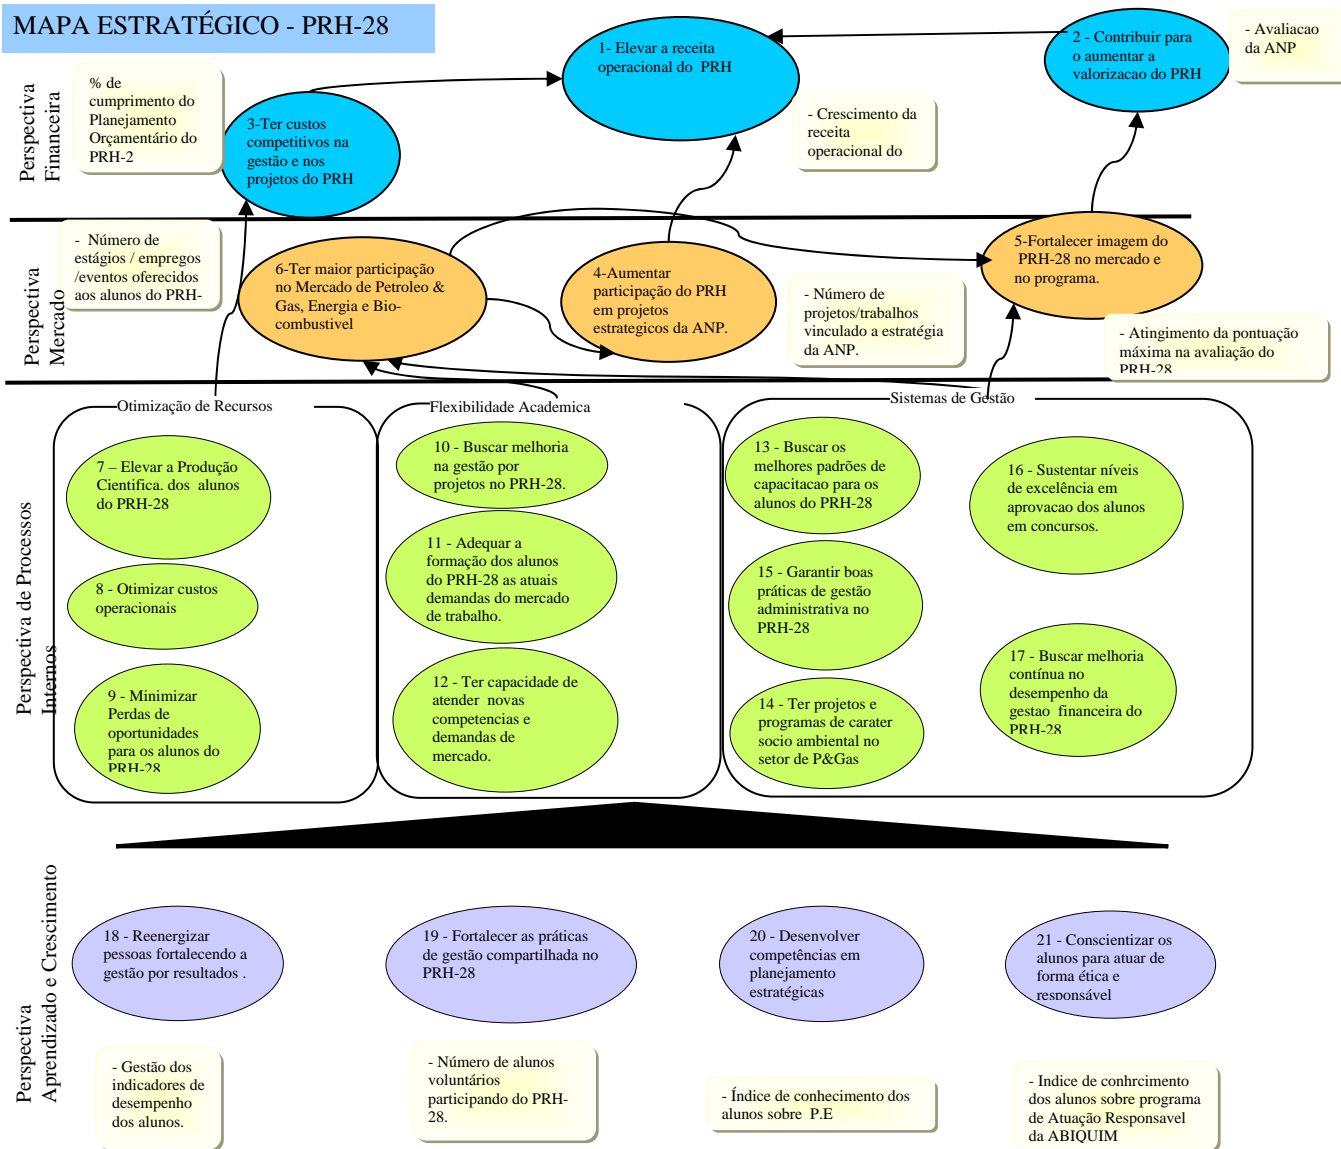 MAPA ESTRATÉGICO - PRH-28
Perspectiva
Financeira
% de
cumprimento do
Planejamento
Orçamentário do
PRH-2
3-Ter custos
competitivos na
gestão e nos
projetos do PRH
1- Elevar a receita
operacional do  PRH
- Crescimento da
receita
operacional do
2 - Contribuir para
o aumentar a
valorizacao do PRH
- Avaliacao
da ANP
Perspectiva
Mercado
-  Número de
estágios / empregos
/eventos oferecidos
aos alunos do PRH-
6-Ter maior participação
no Mercado de Petroleo &
Gas, Energia e Bio-
combustivel
4-Aumentar
participação do PRH
em projetos
estrategicos da ANP.
- Número de
projetos/trabalhos
vinculado a estratégia
da ANP.
5-Fortalecer imagem do
PRH-28 no mercado e
no programa.
- Atingimento da pontuação
máxima na avaliação do
PRH-28
Perspectiva de Processos
Internos
Otimização de Recursos
7 – Elevar a Produção
Cientifica. dos  alunos
do PRH-28
8 - Otimizar custos
operacionais
9 - Minimizar
Perdas de
oportunidades
para os alunos do
PRH-28
Flexibilidade Academica
10 - Buscar melhoria
na gestão por
projetos no PRH-28.
11 - Adequar a
formação dos alunos
do PRH-28 as atuais
demandas do mercado
de trabalho.
12 - Ter capacidade de
atender  novas
competencias e
demandas de
mercado.
Sistemas de Gestão
13 - Buscar os
melhores padrões de
capacitacao para os
alunos do PRH-28
15 - Garantir boas
práticas de gestão
administrativa no
PRH-28
14 - Ter projetos e
programas de carater
socio ambiental no
setor de P&Gas
16 - Sustentar níveis
de excelência em
aprovacao dos alunos
em concursos.
17 - Buscar melhoria
contínua no
desempenho da
gestao  financeira do
PRH-28
Perspectiva
Aprendizado e Crescimento
18 - Reenergizar
pessoas fortalecendo a
gestão por resultados .
19 - Fortalecer as práticas
de gestão compartilhada no
PRH-28
20 - Desenvolver
competências em
planejamento
estratégicas
21 - Conscientizar os
alunos para atuar de
forma ética e
responsável
- Gestão dos
indicadores de
desempenho
dos alunos.
- Número de alunos
voluntários
participando do PRH-
28.
- Índice de conhecimento dos
alunos sobre  P.E
- Indice de conhrcimento
dos alunos sobre programa
de Atuação Responsavel
da ABIQUIM